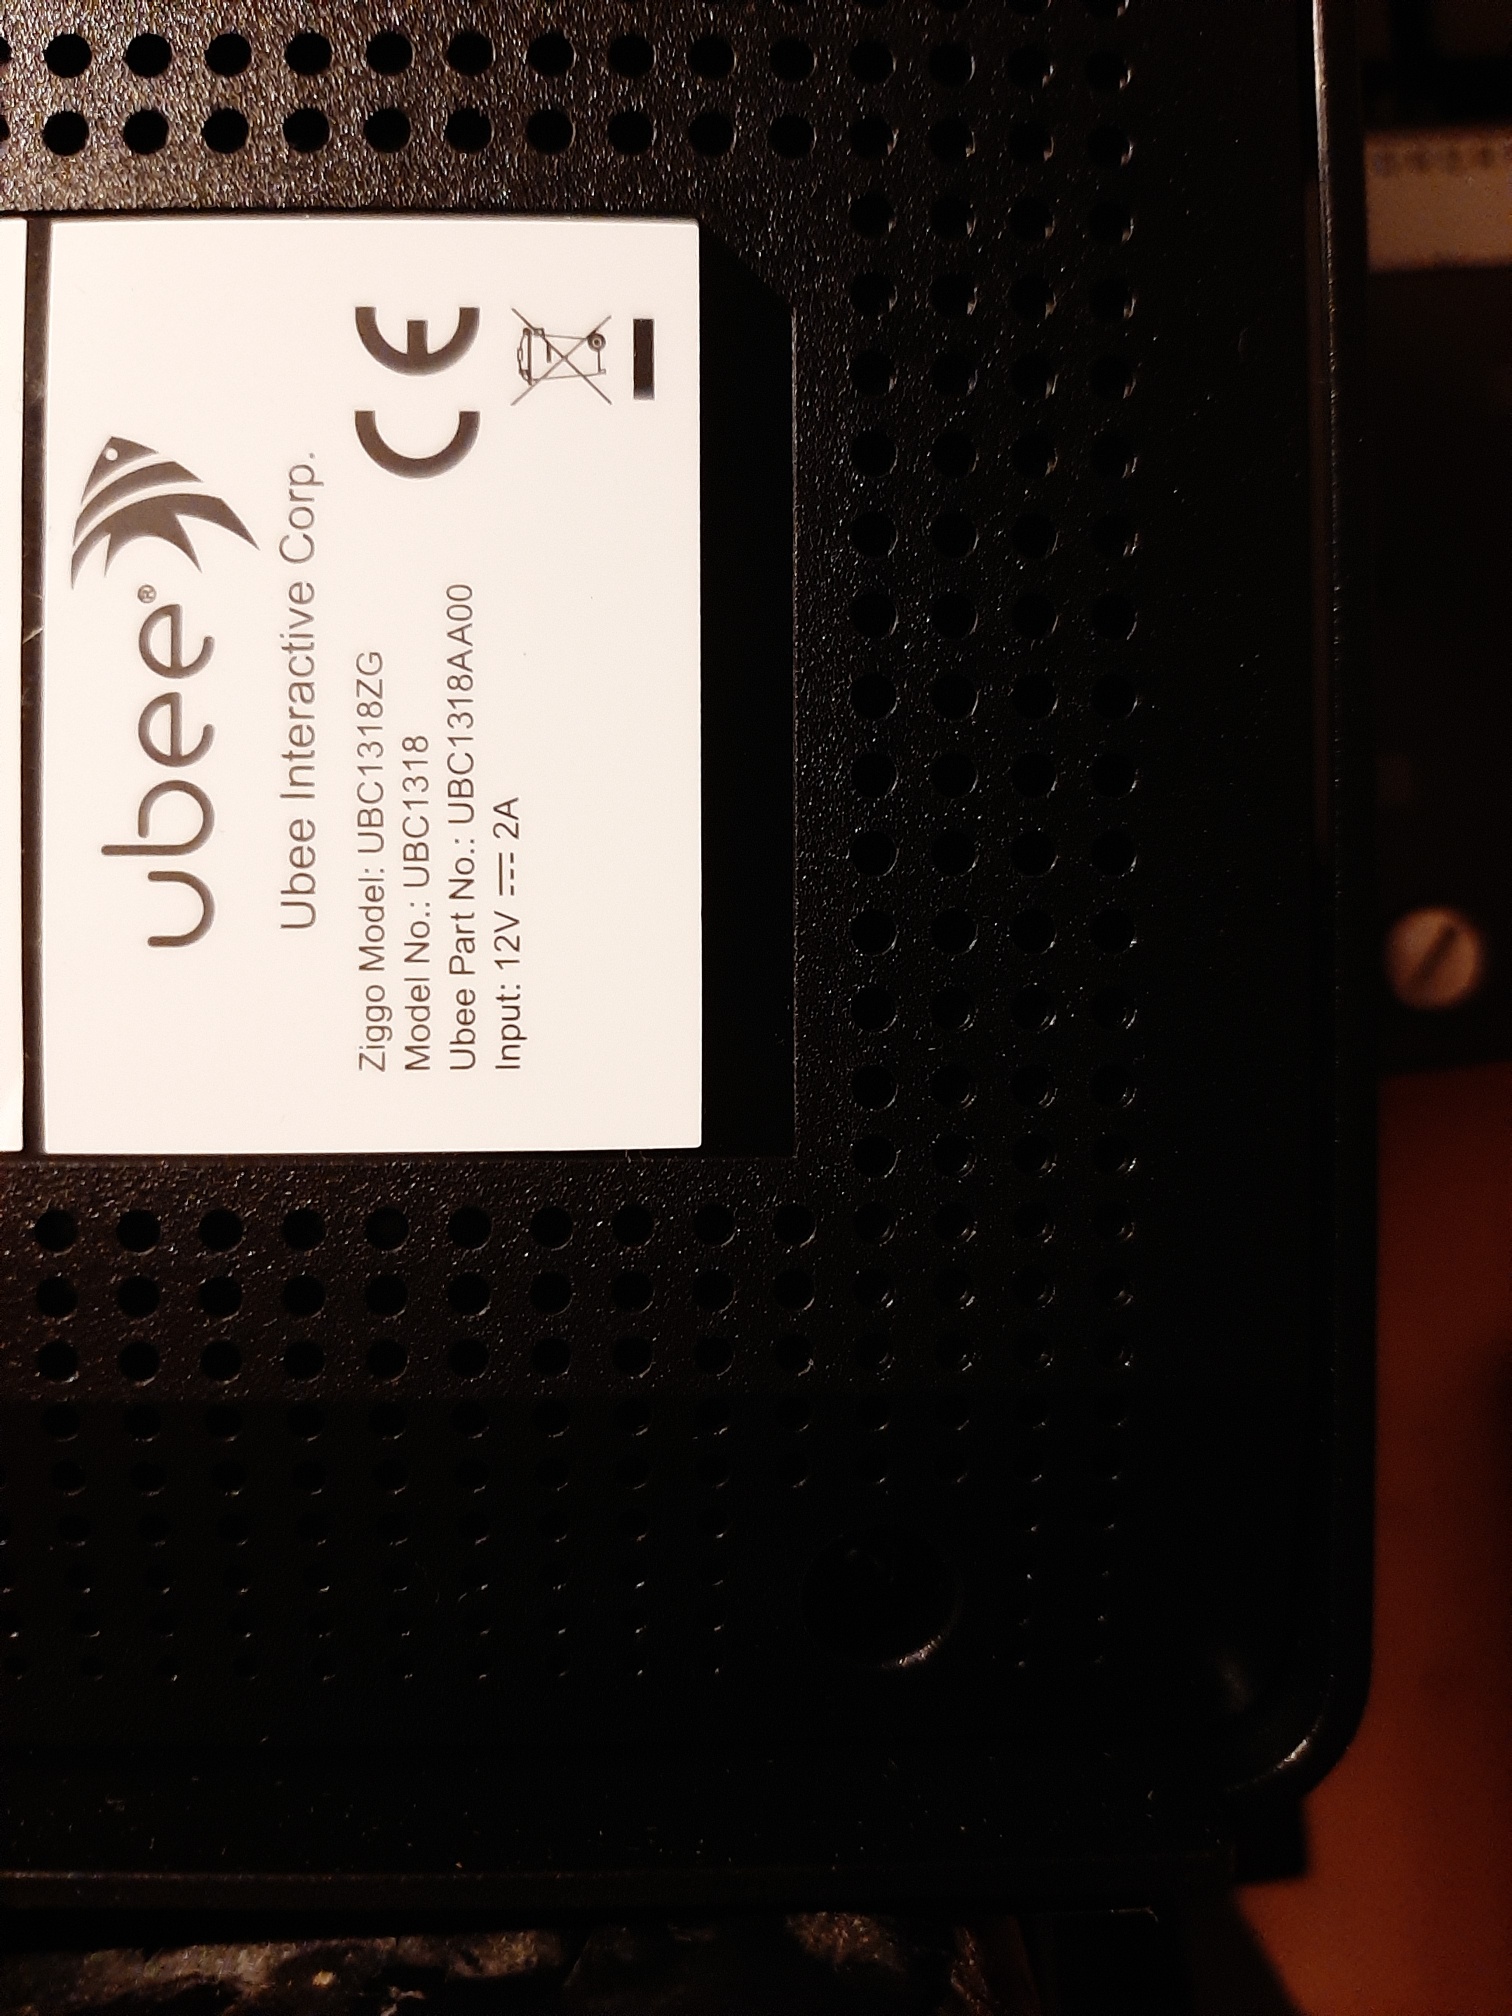 ubee®
Ubee Interactive Corp.
Ziggo Model: UBC1318ZG
Model No.: UBC1318
Ubee Part No.: UBC1318AA00
Input: 12V ⎓ 2A
CE